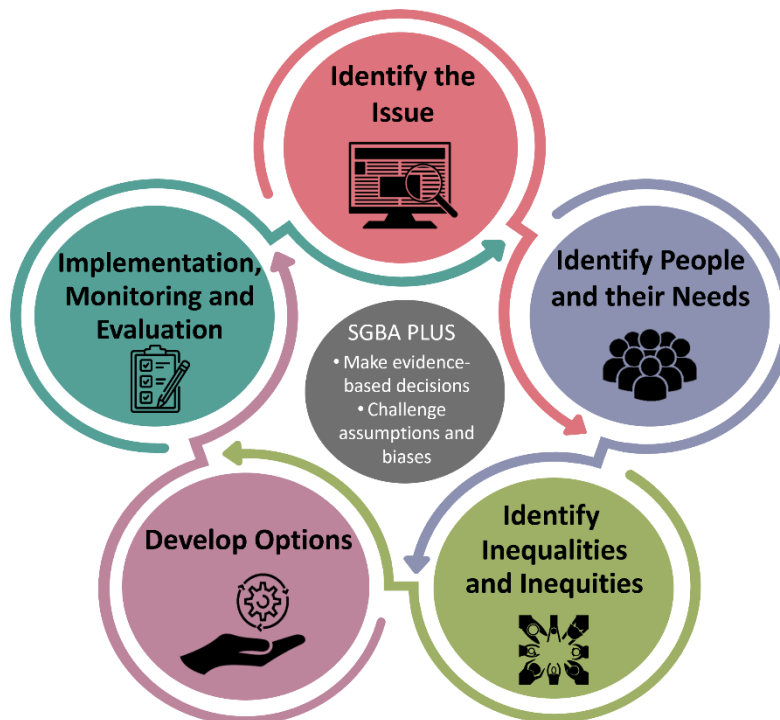 Identify the
Issue
Identify People
and their Needs
Identify
Inequalities
and Inequities
Develop Options
Implementation,
Monitoring and
Evaluation
SGBA PLUS
• Make evidence-
based decisions
• Challenge
assumptions and
biases